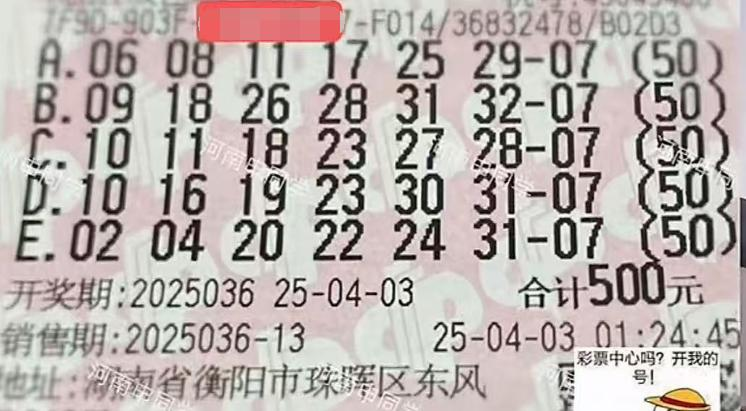 1F9D-903F-
7-F014/36832478/B02D3
A.06 08 11 17 25 29-07 (50)
B.09 18 26 28 31 32-07 (50)
C.10 11 18 23 27 28-07 (50)
D.10 16 19 23 30 31-07 (50)
E.02 04 20 22 24 31-07 (50)
开奖期:2025036 25-04-03 合计500元
销售期:2025036-13 25-04-03 01:24:45
地址:湖南省衡阳市珠晖区东风
彩票中心吗？开我的
号！